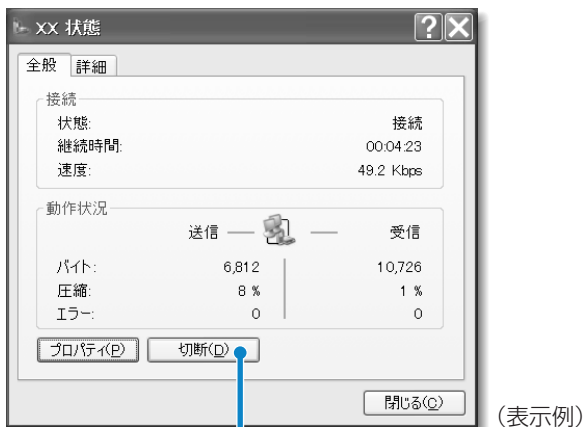 xx 状態
全般 詳細
接続
状態: 接続
継続時間: 00:04:23
速度: 49.2 Kbps
動作状況
送信 受信
バイト: 6,812 10,726
圧縮: 8 % 1 %
エラー: 0 0
プロパティ(P) 切断(D)
閉じる(C)
(表示例)